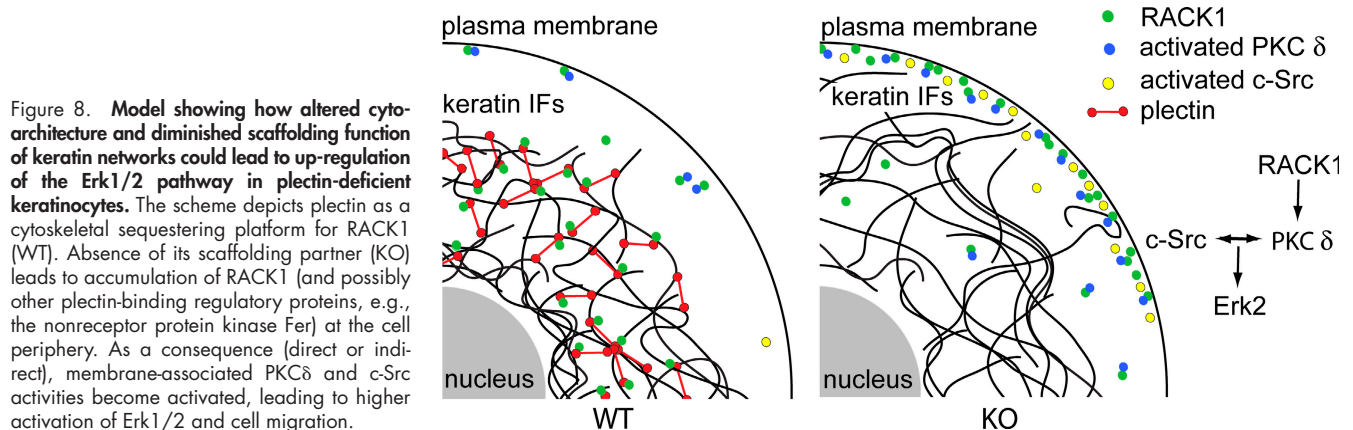 Figure 8. Model showing how altered cyto-
architecture and diminished scaffolding function
of keratin networks could lead to up-regulation
of the Erk1/2 pathway in plectin-deficient
keratinocytes. The scheme depicts plectin as a
cytoskeletal sequestering platform for RACK1
(WT). Absence of its scaffolding partner (KO)
leads to accumulation of RACK1 (and possibly
other plectin-binding regulatory proteins, e.g.,
the nonreceptor protein kinase Fer) at the cell
periphery. As a consequence (direct or indi-
rect), membrane-associated PKCδ and c-Src
activities become activated, leading to higher
activation of Erk1/2 and cell migration.
plasma membrane
keratin IFs
nucleus
WT
plasma membrane
keratin IFs
nucleus
KO
RACK1
activated PKC δ
activated c-Src
plectin
RACK1
c-Src PKC δ
Erk2